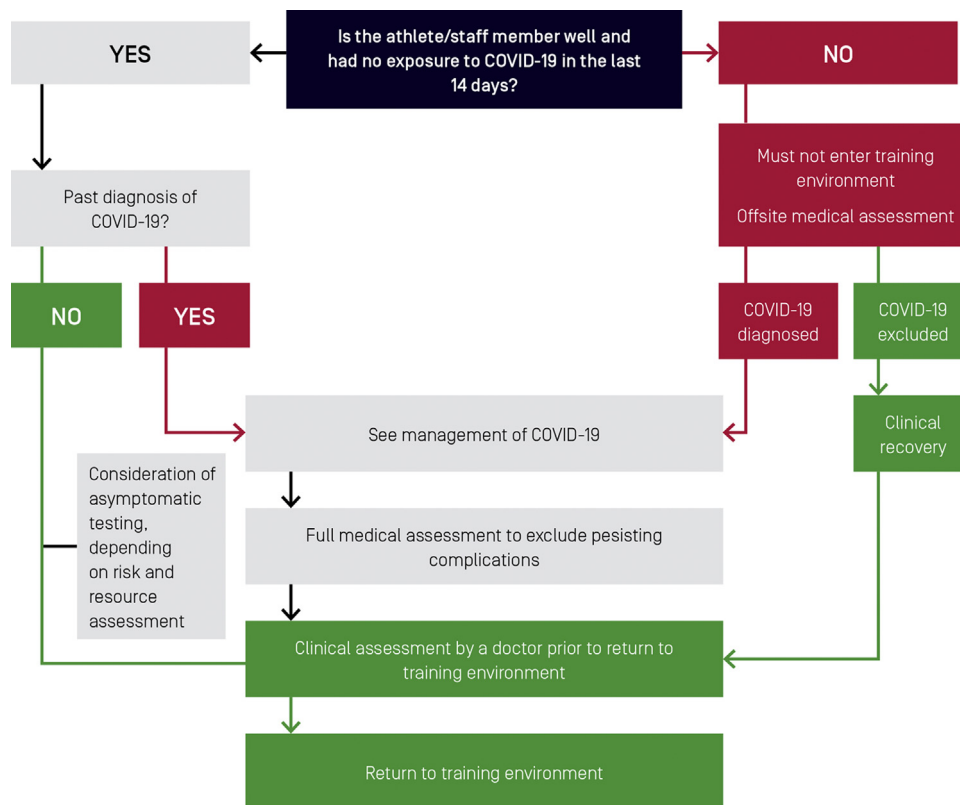 Is the athlete/staff member well and
had no exposure to COVID-19 in the last
14 days?
YES
NO
Past diagnosis of
COVID-19?
Must not enter training
environment
Offsite medical assessment
NO
YES
COVID-19
diagnosed
COVID-19
excluded
See management of COVID-19
Clinical
recovery
Consideration of
asymptomatic
testing,
depending
on risk and
resource
assessment
Full medical assessment to exclude pesisting
complications
Clinical assessment by a doctor prior to return to
training environment
Return to training environment